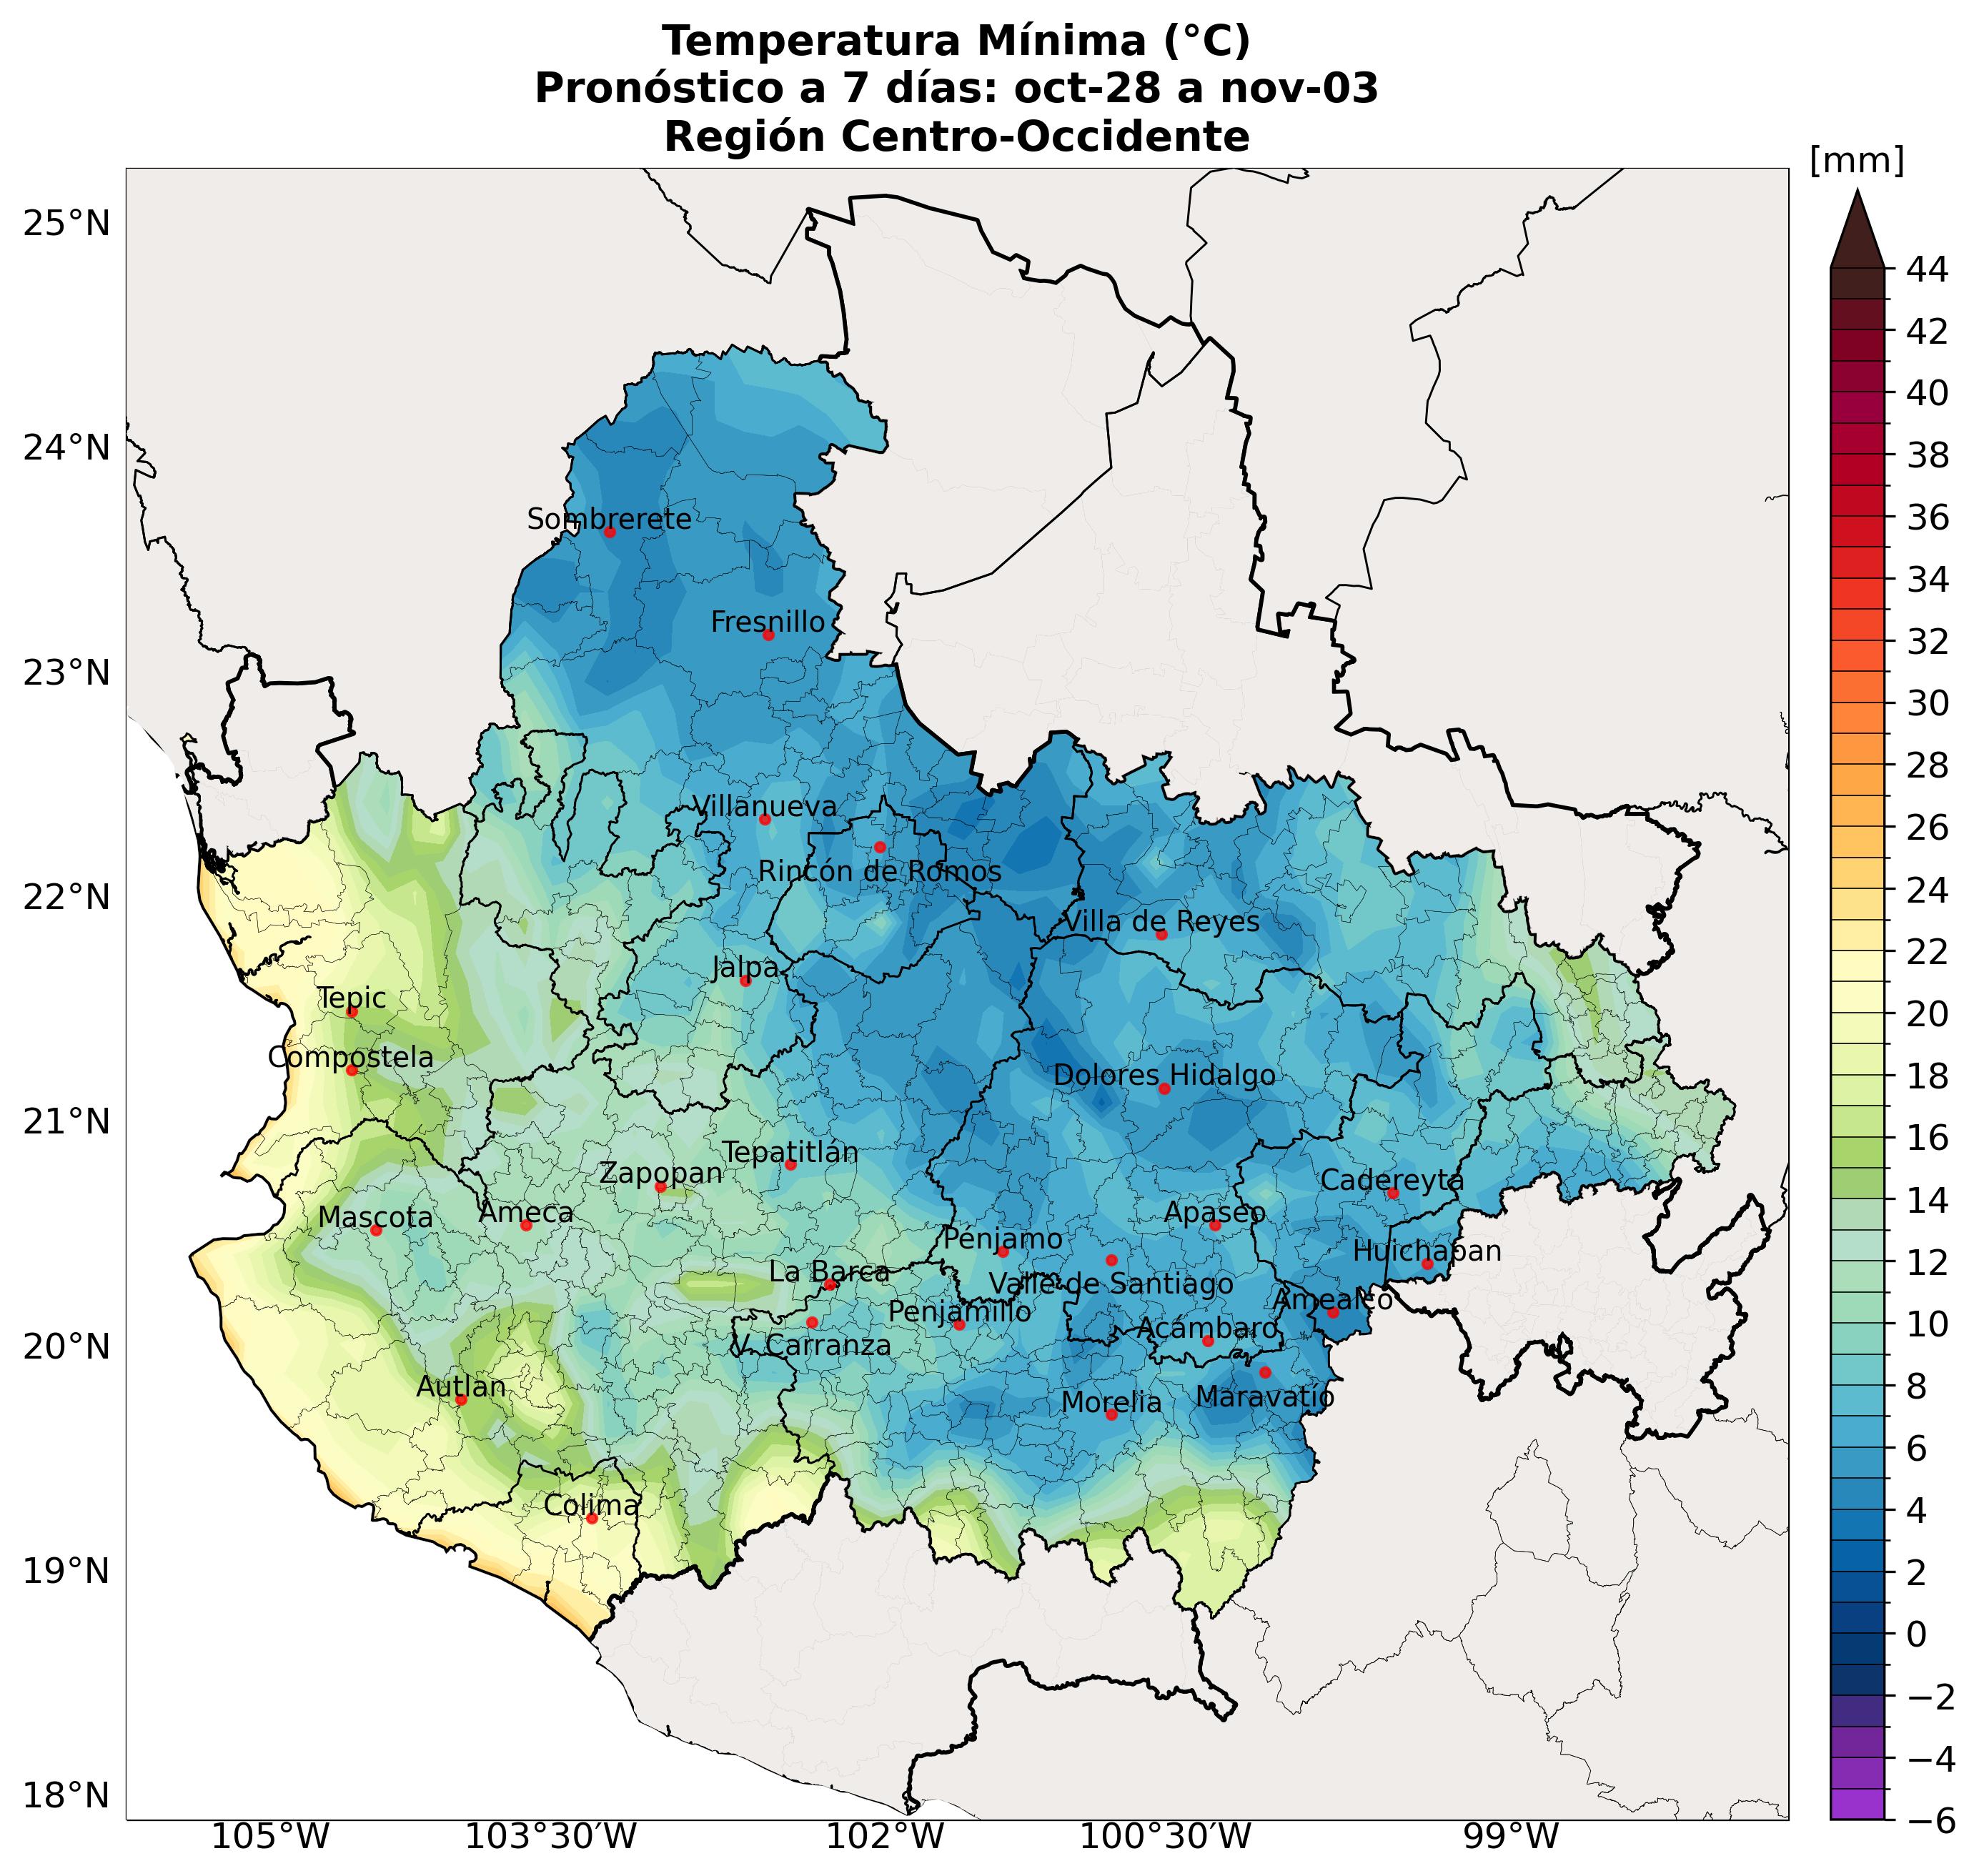 Temperatura Mínima (°C)
Pronóstico a 7 días: oct-28 a nov-03
Región Centro-Occidente
[mm]
25°N
24°N
23°N
22°N
21°N
20°N
19°N
18°N
Sombrerete
Fresnillo
Villanueva
Rincón de Romos
Villa de Reyes
Jalpa
Tepic
Compostela
Dolores Hidalgo
Tepatitlán
Zapopan
Cadereyta
Mascota
Ameca
Apaseo
Pénjamo
Huichapan
La Barca
Valle de Santiago
Penjamillo
Amealco
V. Carranza
Acámbaro
Autlan
Morelia
Maravatío
Colima
105°W
103°30'W
102°W
100°30'W
99°W
44
42
40
38
36
34
32
30
28
26
24
22
20
18
16
14
12
10
8
6
4
2
0
−2
−4
−6